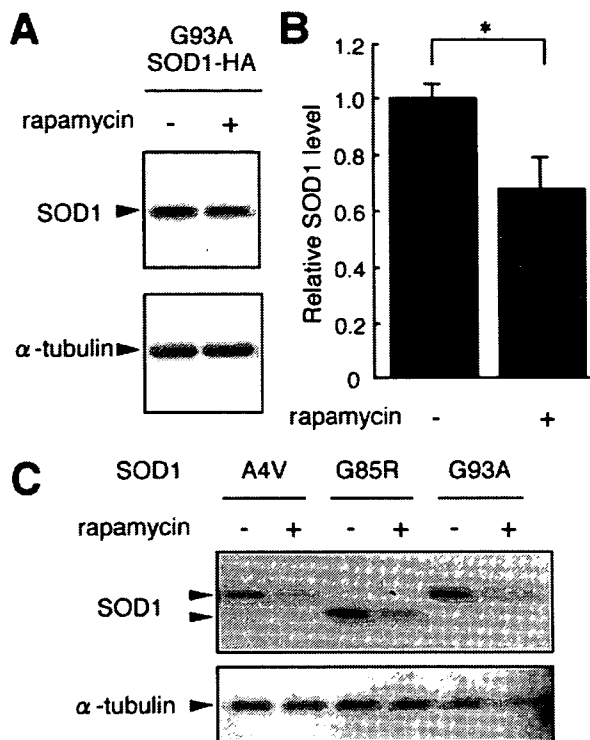 A
G93A
SOD1-HA
rapamycin - +
SOD1
α-tubulin
B
*
Relative SOD1 level
1.2
1.0
0.8
0.6
0.4
0.2
0
rapamycin - +
C
SOD1 A4V G85R G93A
rapamycin - + - + - +
SOD1
α-tubulin